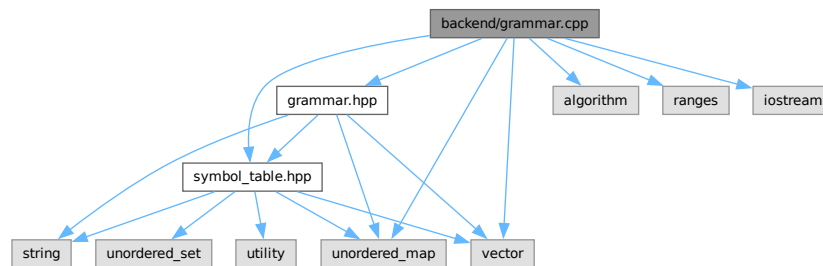 backend/grammar.cpp
grammar.hpp
algorithm
ranges
iostream
symbol_table.hpp
string
unordered_set
utility
unordered_map
vector